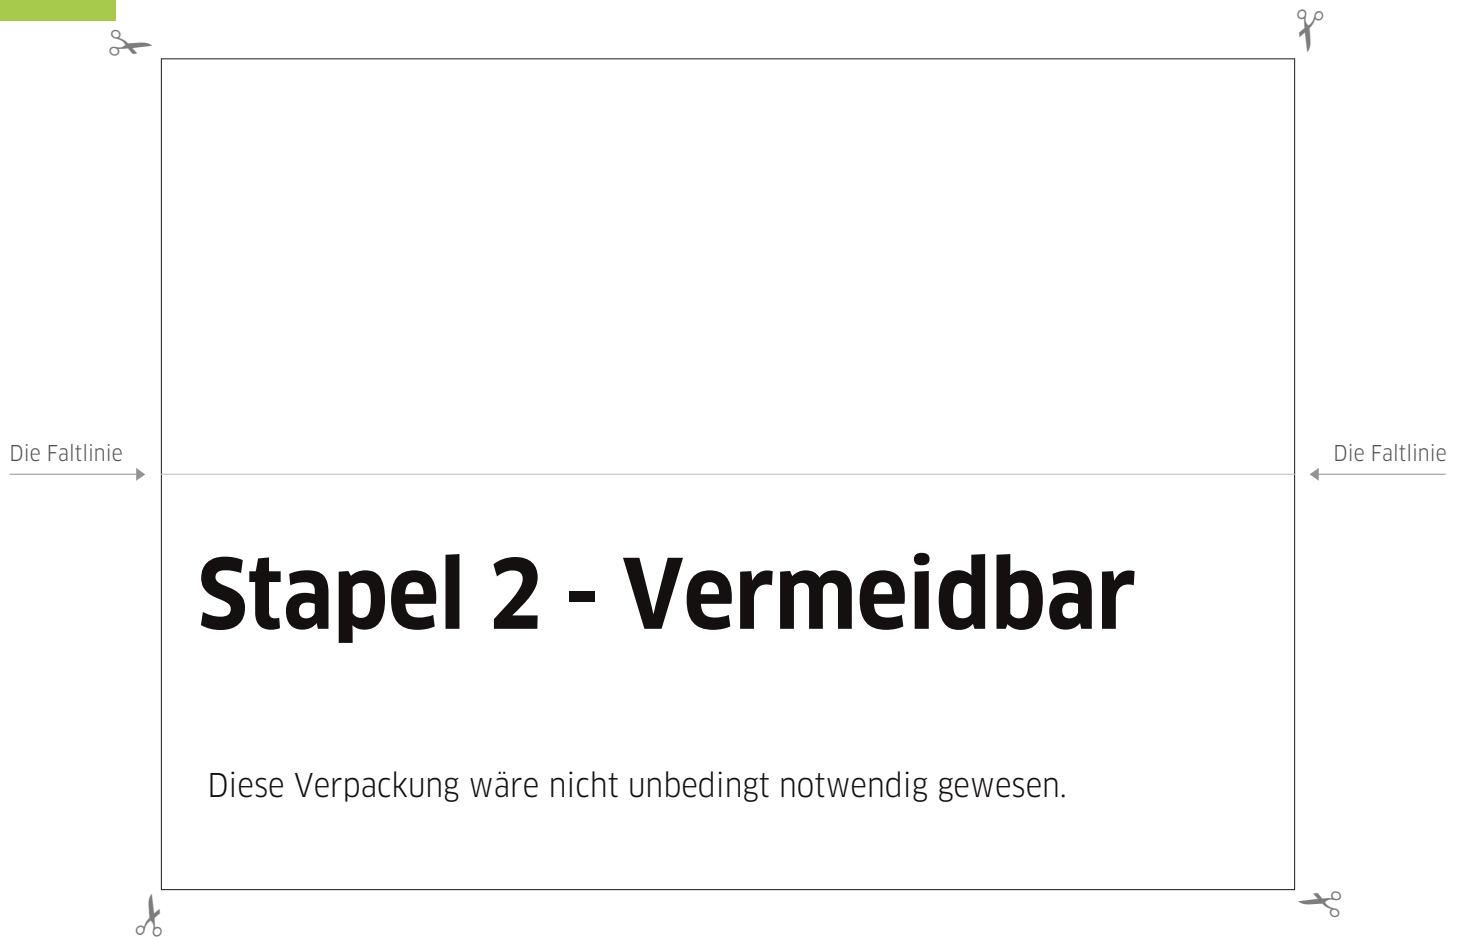 Die Faltlinie
Die Faltlinie
Stapel 2 - Vermeidbar
Diese Verpackung wäre nicht unbedingt notwendig gewesen.